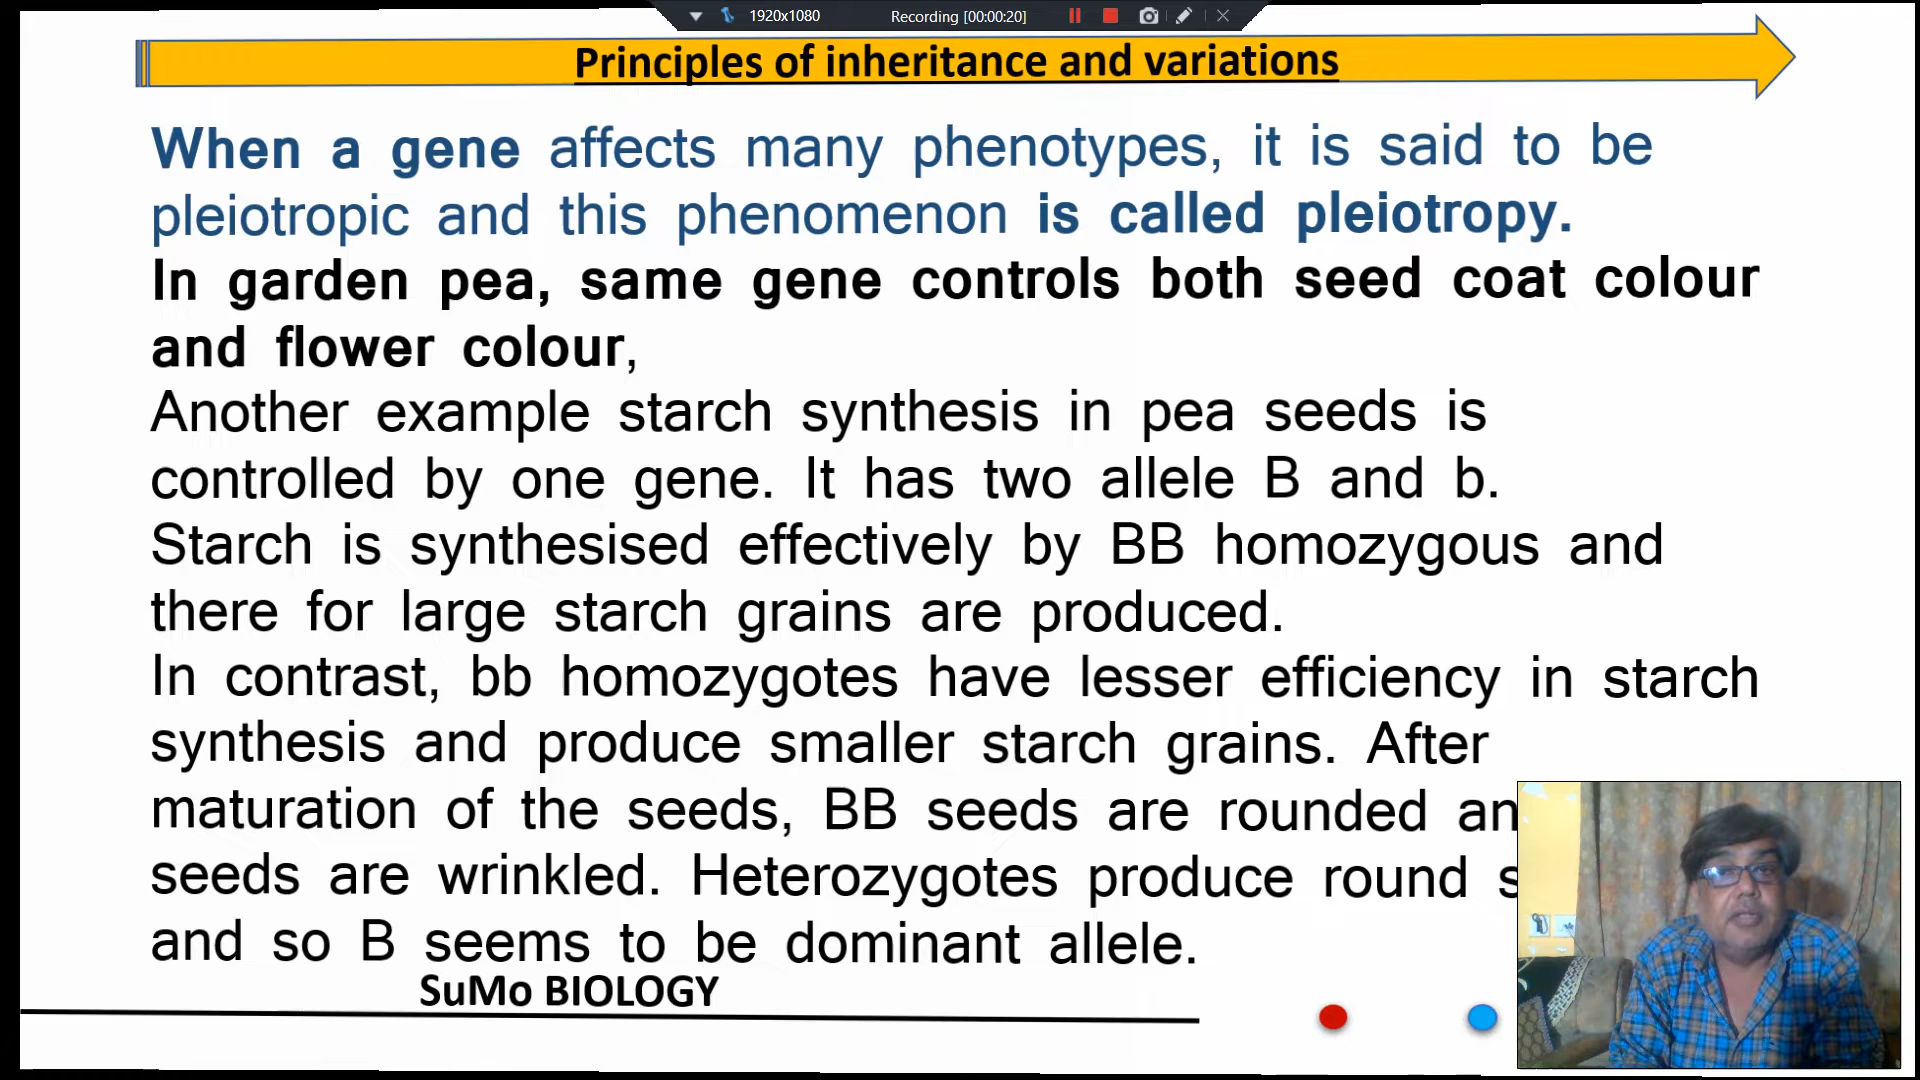 1920x1080 Recording [00:00:20]
Principles of inheritance and variations
When a gene affects many phenotypes, it is said to be
pleiotropic and this phenomenon is called pleiotropy.
In garden pea, same gene controls both seed coat colour
and flower colour,
Another example starch synthesis in pea seeds is
controlled by one gene. It has two allele B and b.
Starch is synthesised effectively by BB homozygous and
there for large starch grains are produced.
In contrast, bb homozygotes have lesser efficiency in starch
synthesis and produce smaller starch grains. After
maturation of the seeds, BB seeds are rounded
seeds are wrinkled. Heterozygotes produce round
and so B seems to be dominant allele.
SuMo BIOLOGY